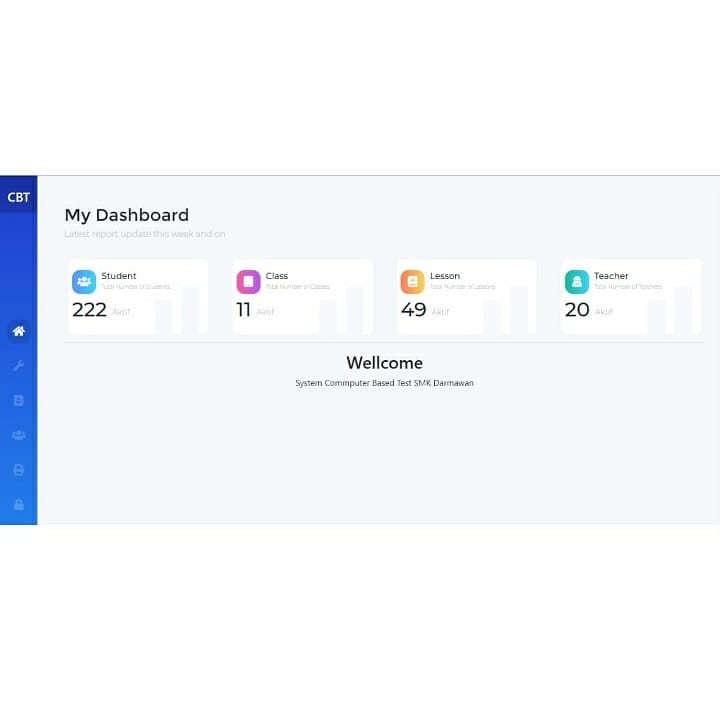 CBT
My Dashboard
Latest report update this week and on
Student
Total Number of Students
222 Aktif
Class
Total Number of Classes
11 Aktif
Lesson
Total Number of Lessons
49 Aktif
Teacher
Total Number of Teachers
20 Aktif
Wellcome
System Commputer Based Test SMK Darmawan